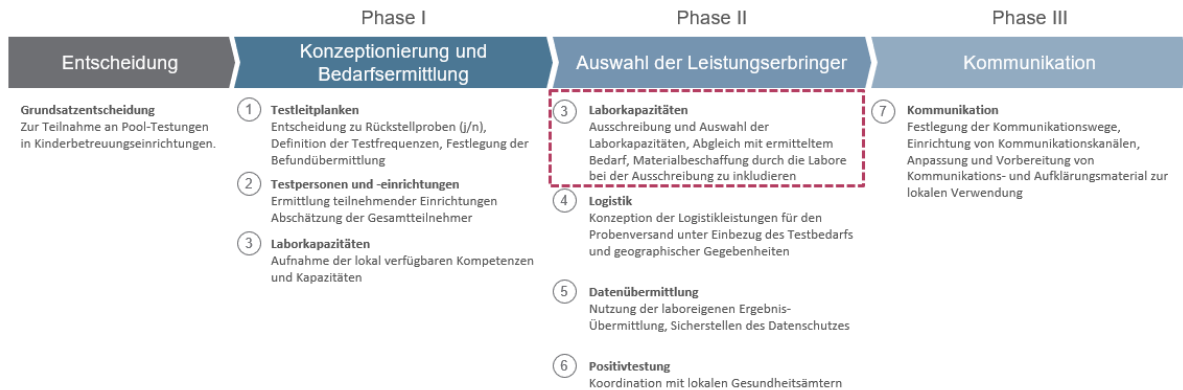 Phase I
Phase II
Phase III
Entscheidung
Konzeptionierung und
Bedarfsermittlung
Auswahl der Leistungserbringer
Kommunikation
Grundsatzentscheidung
Zur Teilnahme an Pool-Testungen
in Kinderbetreuungseinrichtungen.
1 Testleitplanken
Entscheidung zu Rückstellproben (j/n),
Definition der Testfrequenzen, Festlegung der
Befundübermittlung
2 Testpersonen und -einrichtungen
Ermittlung teilnehmender Einrichtungen
Abschätzung der Gesamtteilnehmer
3 Laborkapazitäten
Aufnahme der lokal verfügbaren Kompetenzen
und Kapazitäten
3 Laborkapazitäten
Ausschreibung und Auswahl der
Laborkapazitäten, Abgleich mit ermitteltem
Bedarf, Materialbeschaffung durch die Labore
bei der Ausschreibung zu inkludieren
4 Logistik
Konzeption der Logistikleistungen für den
Probenversand unter Einbezug des Testbedarfs
und geographischer Gegebenheiten
5 Datenübermittlung
Nutzung der laboreigenen Ergebnis-
Übermittlung, Sicherstellen des Datenschutzes
6 Positivtestung
Koordination mit lokalen Gesundheitsämtern
7 Kommunikation
Festlegung der Kommunikationswege,
Einrichtung von Kommunikationskanälen,
Anpassung und Vorbereitung von
Kommunikations- und Aufklärungsmaterial zur
lokalen Verwendung